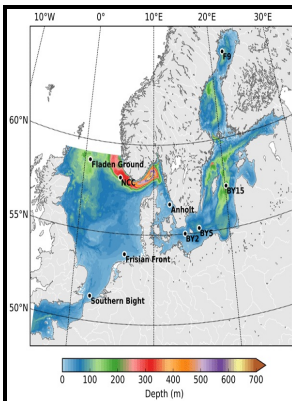 10°W 0° 10°E 20°E 30°E
F9
60°N
Fladen Ground
NCC
BY15
Anholt
55°N
BY5
BY2
Frisian Front
Southern Bight
50°N
0 100 200 300 400 500 600 700
Depth (m)